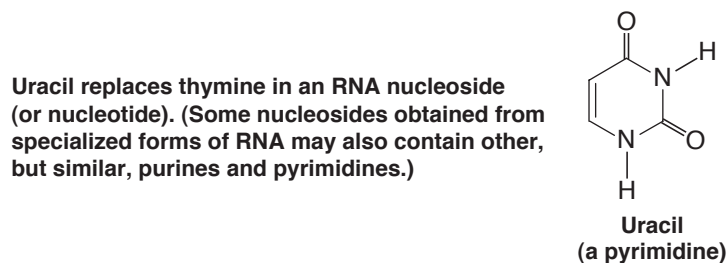 Uracil replaces thymine in an RNA nucleoside
(or nucleotide). (Some nucleosides obtained from
specialized forms of RNA may also contain other,
but similar, purines and pyrimidines.)
O
H
N
N
O
H
Uracil
(a pyrimidine)